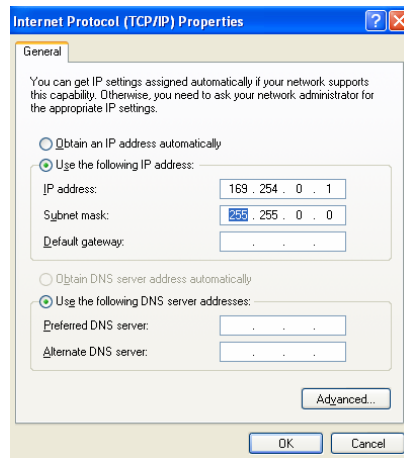 Internet Protocol (TCP/IP) Properties
General
You can get IP settings assigned automatically if your network supports
this capability. Otherwise, you need to ask your network administrator for
the appropriate IP settings.
Obtain an IP address automatically
Use the following IP address:
IP address: 169 . 254 . 0 . 1
Subnet mask: 255 . 255 . 0 . 0
Default gateway: . . .
Obtain DNS server address automatically
Use the following DNS server addresses:
Preferred DNS server: . . .
Alternate DNS server: . . .
Advanced...
OK Cancel